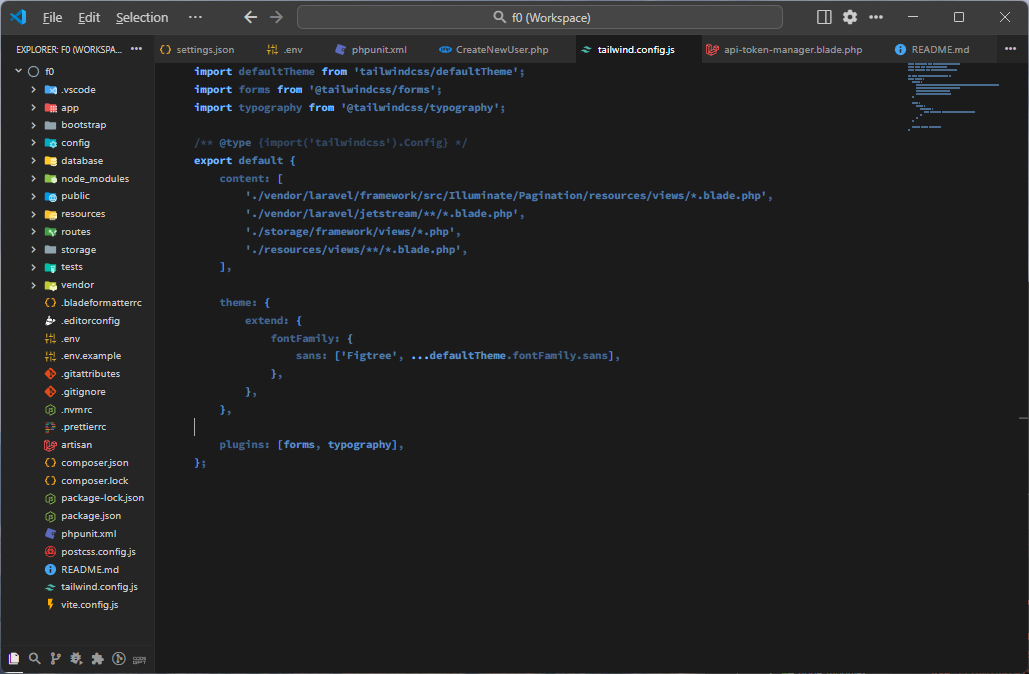 File Edit Selection ··· f0 (Workspace)
EXPLORER: F0 (WORKSPA... ···
settings.json .env phpunit.xml CreateNewUser.php tailwind.config.js api-token-manager.blade.php README.md ···
f0
.vscode
app
bootstrap
config
database
node_modules
public
resources
routes
storage
tests
vendor
.bladeformatterrc
.editorconfig
.env
.env.example
.gitattributes
.gitignore
.nvmrc
.prettierrc
artisan
composer.json
composer.lock
package-lock.json
package.json
phpunit.xml
postcss.config.js
README.md
tailwind.config.js
vite.config.js
import defaultTheme from 'tailwindcss/defaultTheme';
import forms from '@tailwindcss/forms';
import typography from '@tailwindcss/typography';
/** @type {import('tailwindcss').Config} */
export default {
content: [
'./vendor/laravel/framework/src/Illuminate/Pagination/resources/views/*.blade.php',
'./vendor/laravel/jetstream/**/*.blade.php',
'./storage/framework/views/*.php',
'./resources/views/**/*.blade.php',
],
theme: {
extend: {
fontFamily: {
sans: ['Figtree', ...defaultTheme.fontFamily.sans],
},
},
},
plugins: [forms, typography],
};